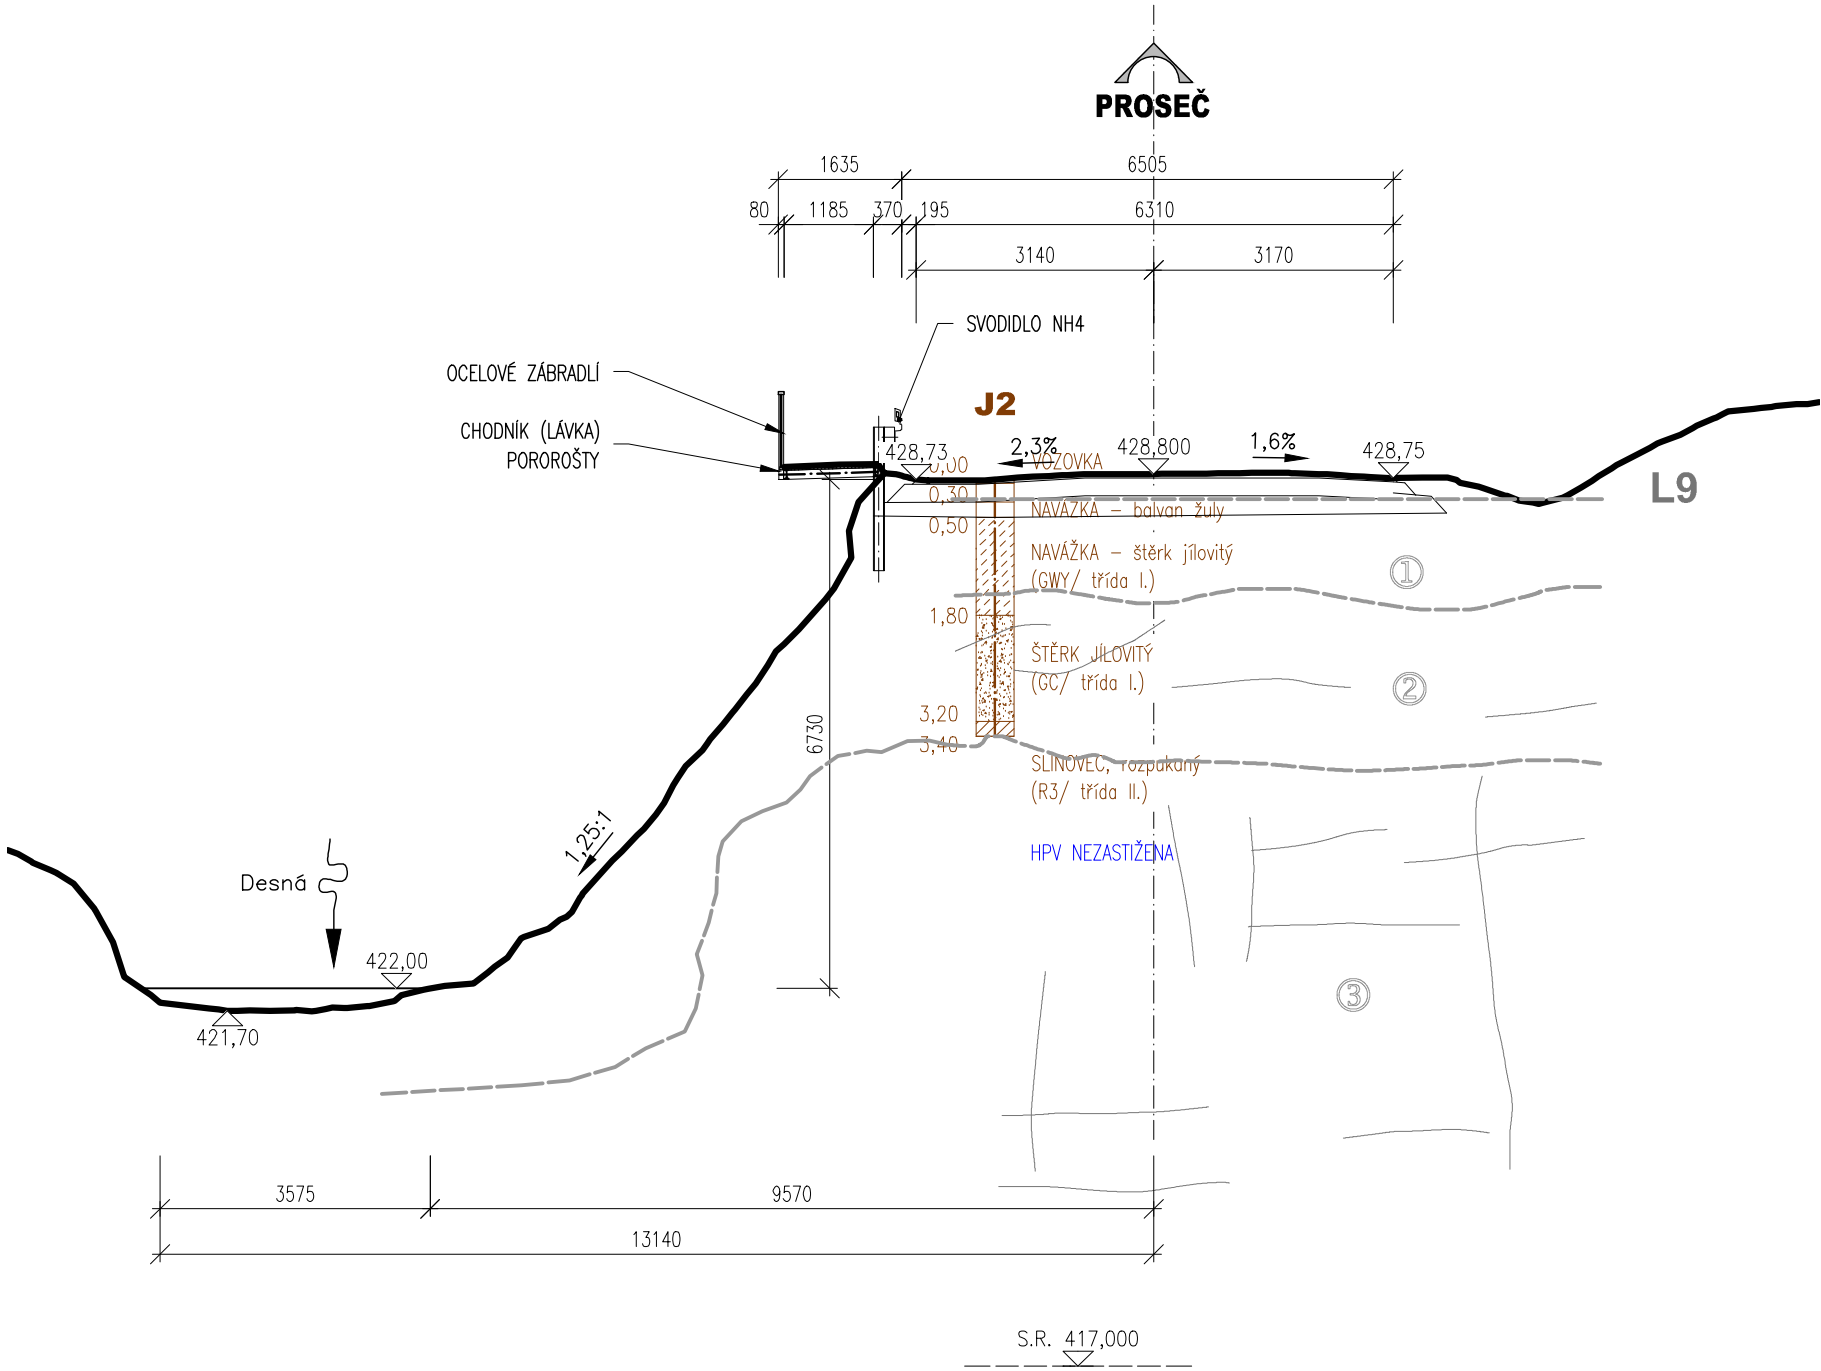 PROSEČ
1635 6505
80 1185 370 195 6310
3140 3170
SVODIDLO NH4
OCELOVÉ ZÁBRADLÍ
CHODNÍK (LÁVKA)
POROROŠTY
J2
428,73 2,3% 428,800 1,6% 428,75
0,00 VOZOVKA
0,30
NAVÁŽKA – balvan žuly
0,50
L9
NAVÁŽKA – štěrk jílovitý
(GWY/ třída I.)
1
1,80
ŠTĚRK JÍLOVITÝ
(GC/ třída I.)
2
3,20
3,40
6730
SLÍNOVEC, rozpukaný
(R3/ třída II.)
1,25:1
HPV NEZASTIŽENA
Desná
422,00
3
421,70
3575 9570
13140
S.R. 417,000